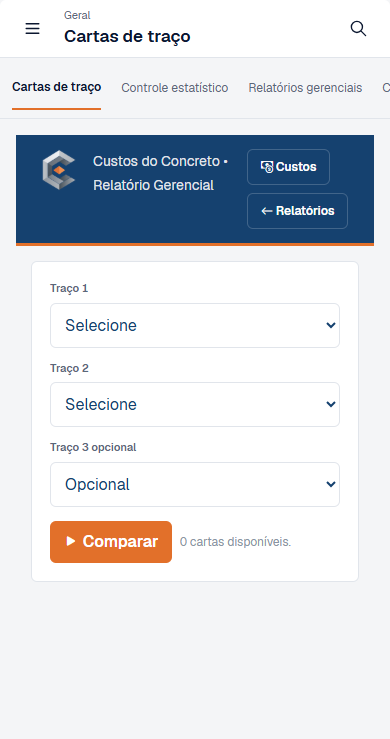 Geral
Cartas de traço
Cartas de traço
Controle estatístico
Relatórios gerenciais
C
Custos do Concreto •
Relatório Gerencial
Custos
← Relatórios
Traço 1
Selecione
Traço 2
Selecione
Traço 3 opcional
Opcional
Comparar
0 cartas disponíveis.